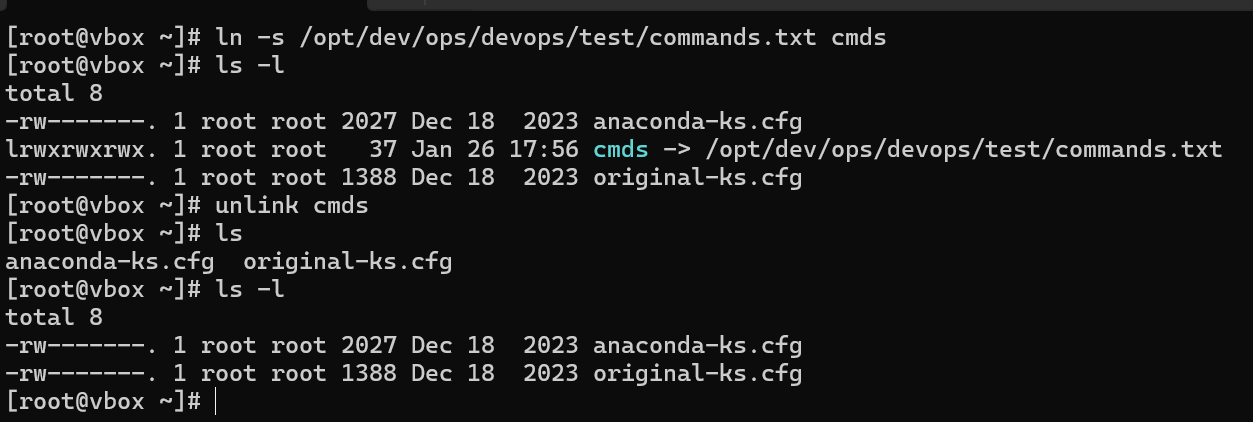 [root@vbox ~]# ln -s /opt/dev/ops/devops/test/commands.txt cmds
[root@vbox ~]# ls -l
total 8
-rw-------. 1 root root 2027 Dec 18  2023 anaconda-ks.cfg
lrwxrwxrwx. 1 root root   37 Jan 26 17:56 cmds -> /opt/dev/ops/devops/test/commands.txt
-rw-------. 1 root root 1388 Dec 18  2023 original-ks.cfg
[root@vbox ~]# unlink cmds
[root@vbox ~]# ls
anaconda-ks.cfg  original-ks.cfg
[root@vbox ~]# ls -l
total 8
-rw-------. 1 root root 2027 Dec 18  2023 anaconda-ks.cfg
-rw-------. 1 root root 1388 Dec 18  2023 original-ks.cfg
[root@vbox ~]#